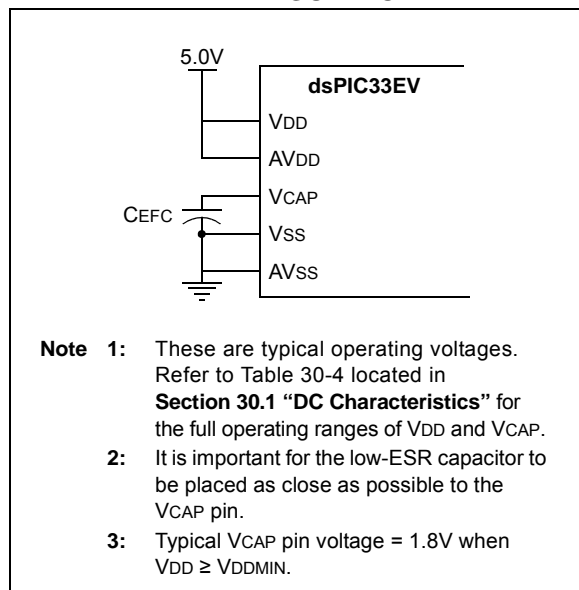 5.0V
dsPIC33EV
VDD
AVDD
VCAP
CEFC
VSS
AVSS
Note 1: These are typical operating voltages.
Refer to Table 30-4 located in
Section 30.1 “DC Characteristics” for
the full operating ranges of VDD and VCAP.
2: It is important for the low-ESR capacitor to
be placed as close as possible to the
VCAP pin.
3: Typical VCAP pin voltage = 1.8V when
VDD ≥ VDDMIN.